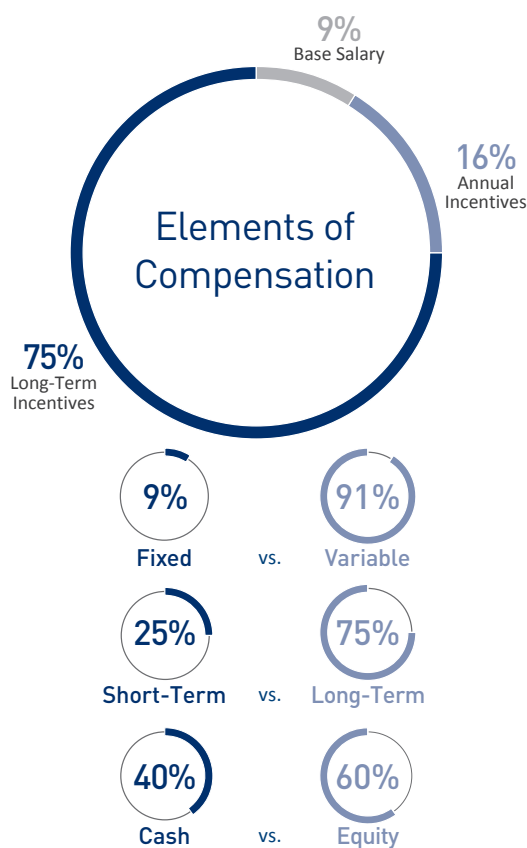 9%
Base Salary
16%
Annual
Incentives
Elements of
Compensation
75%
Long-Term
Incentives
9%
91%
Fixed vs. Variable
25%
75%
Short-Term vs. Long-Term
40%
60%
Cash vs. Equity